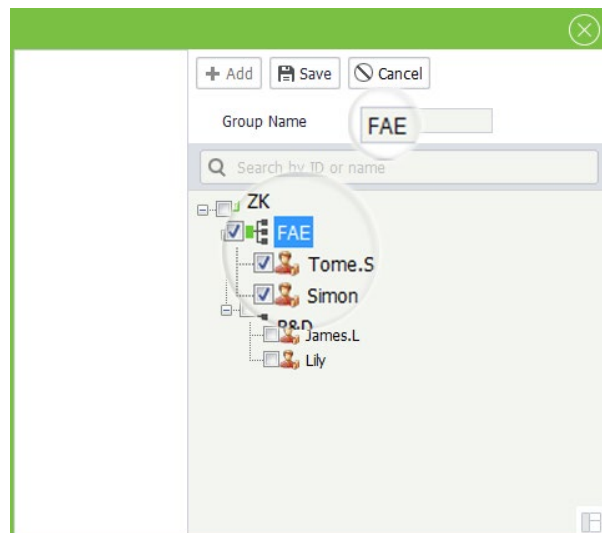 Add Save Cancel
Group Name FAE
Search by ID or name
ZK
FAE
Tome.S
Simon
R&D
James.L
Lily